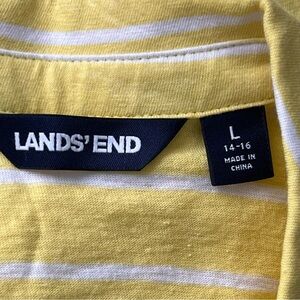 LANDS' END
L
14-16
MADE IN
CHINA